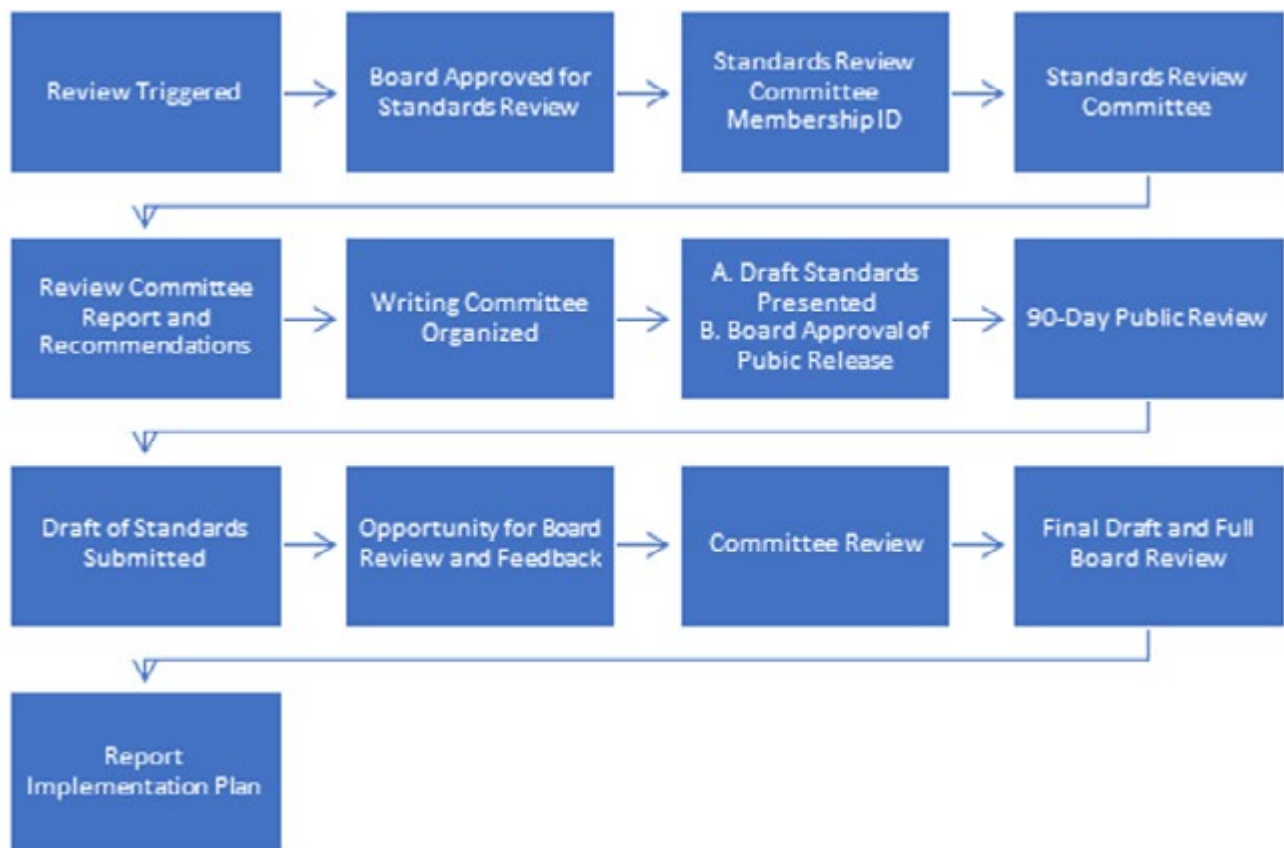 Review Triggered
Board Approved for
Standards Review
Standards Review
Committee
Membership ID
Standards Review
Committee
Review Committee
Report and
Recommendations
Writing Committee
Organized
A. Draft Standards
Presented
B. Board Approval of
Pubic Release
90-Day Public Review
Draft of Standards
Submitted
Opportunity for Board
Review and Feedback
Committee Review
Final Draft and Full
Board Review
Report
Implementation Plan